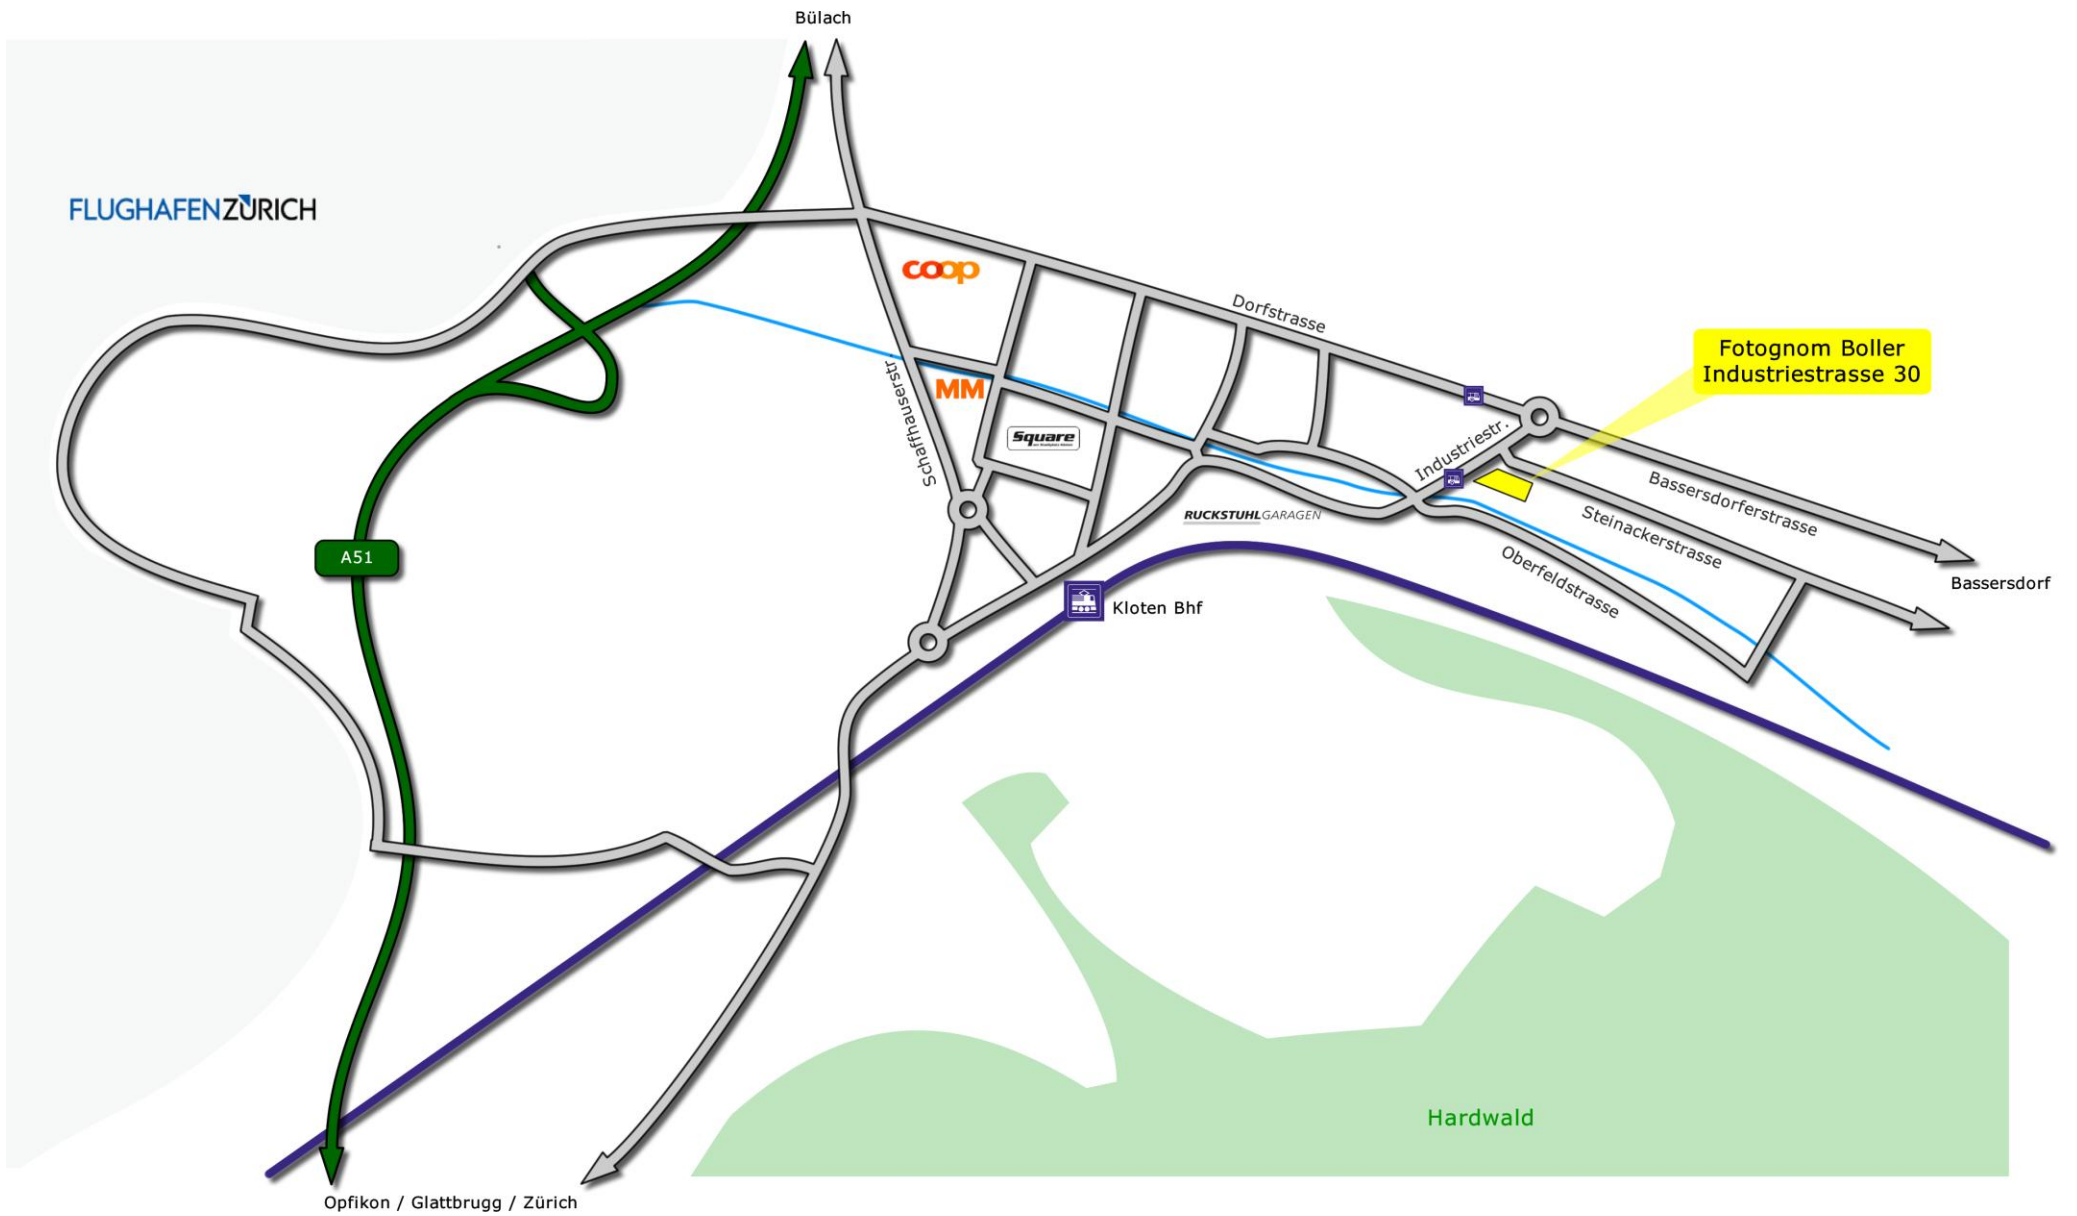 Bülach
FLUGHAFENZÜRICH
coop
Dorfstrasse
Fotognom Boller
Industriestrasse 30
Schaffhauserstr.
MM
Square
Industriestr.
RUCKSTUHLGARAGEN
Bassersdorferstrasse
Steinackerstrasse
Oberfeldstrasse
A51
Bassersdorf
Kloten Bhf
Hardwald
Opfikon / Glattbrugg / Zürich